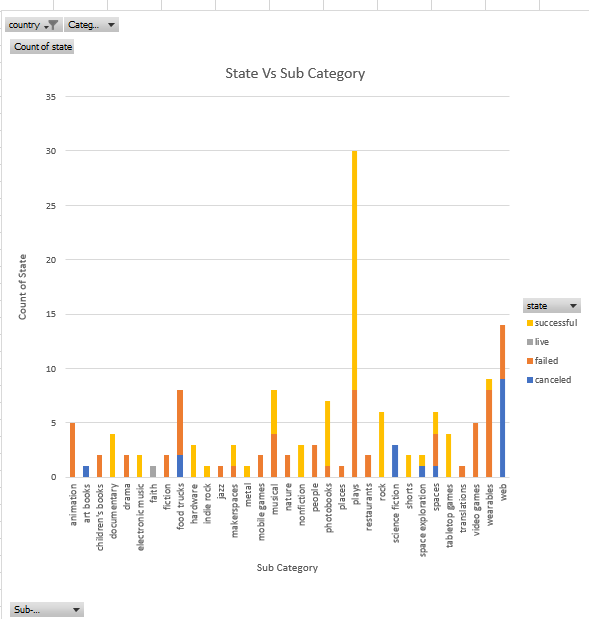 country Categ...
Count of state
State Vs Sub Category
35
30
25
20
15
10
5
0
Count of State
animation
art books
children's books
documentary
drama
electronic music
faith
fiction
food trucks
hardware
indie rock
jazz
makerspaces
metal
mobile games
musical
nature
nonfiction
people
photobooks
places
plays
restaurants
rock
science fiction
shorts
space exploration
spaces
tabletop games
translations
video games
wearables
web
Sub Category
state
successful
live
failed
canceled
Sub-...